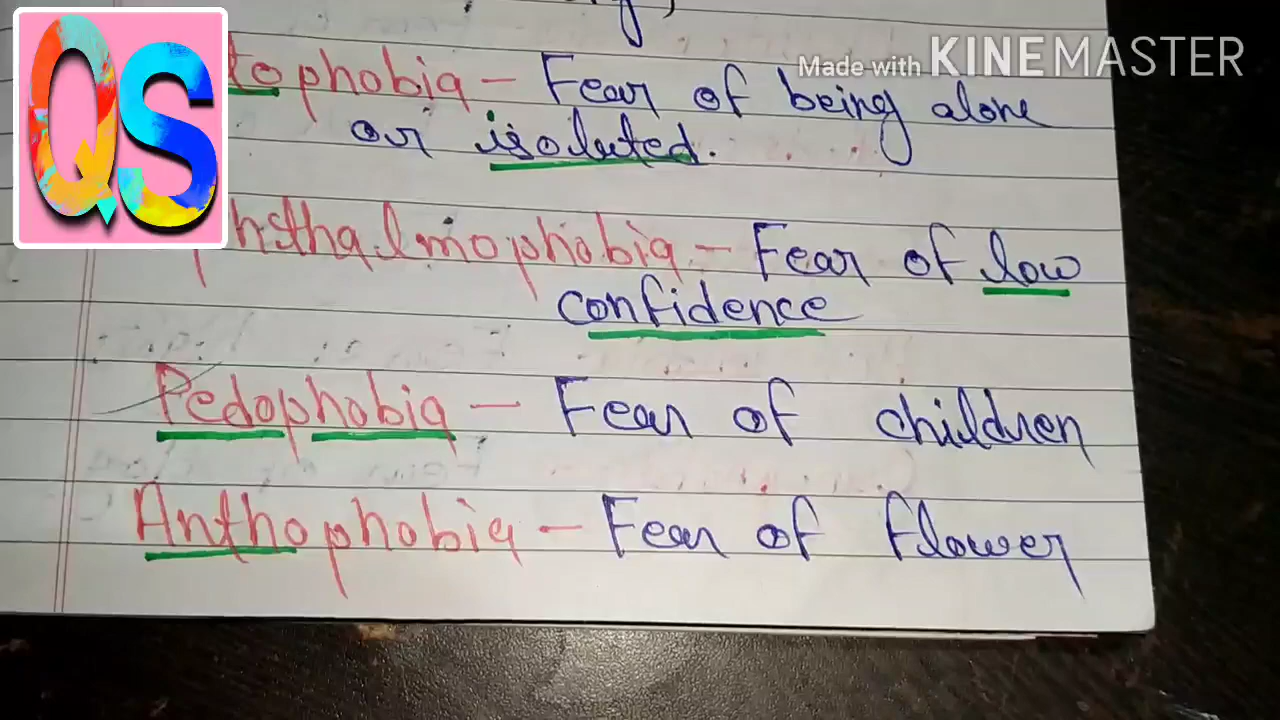 QS
Made with KINEMASTER
tophobia - Fear of being alone
or isolated.
hthalmophobia - Fear of low
confidence
Pedophobia - Fear of children
Anthophobia - Fear of flower